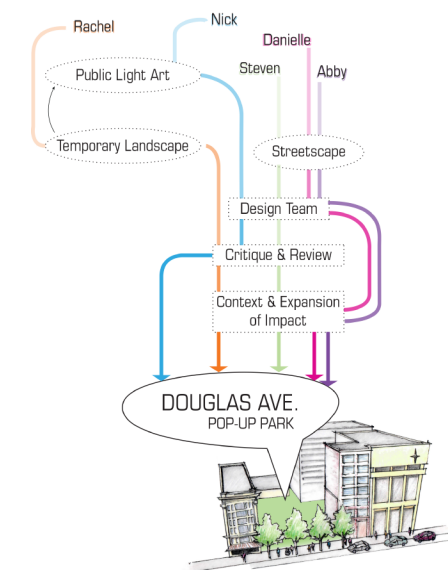 Rachel
Nick
Danielle
Steven
Abby
Public Light Art
Temporary Landscape
Streetscape
Design Team
Critique & Review
Context & Expansion
of Impact
DOUGLAS AVE.
POP-UP PARK